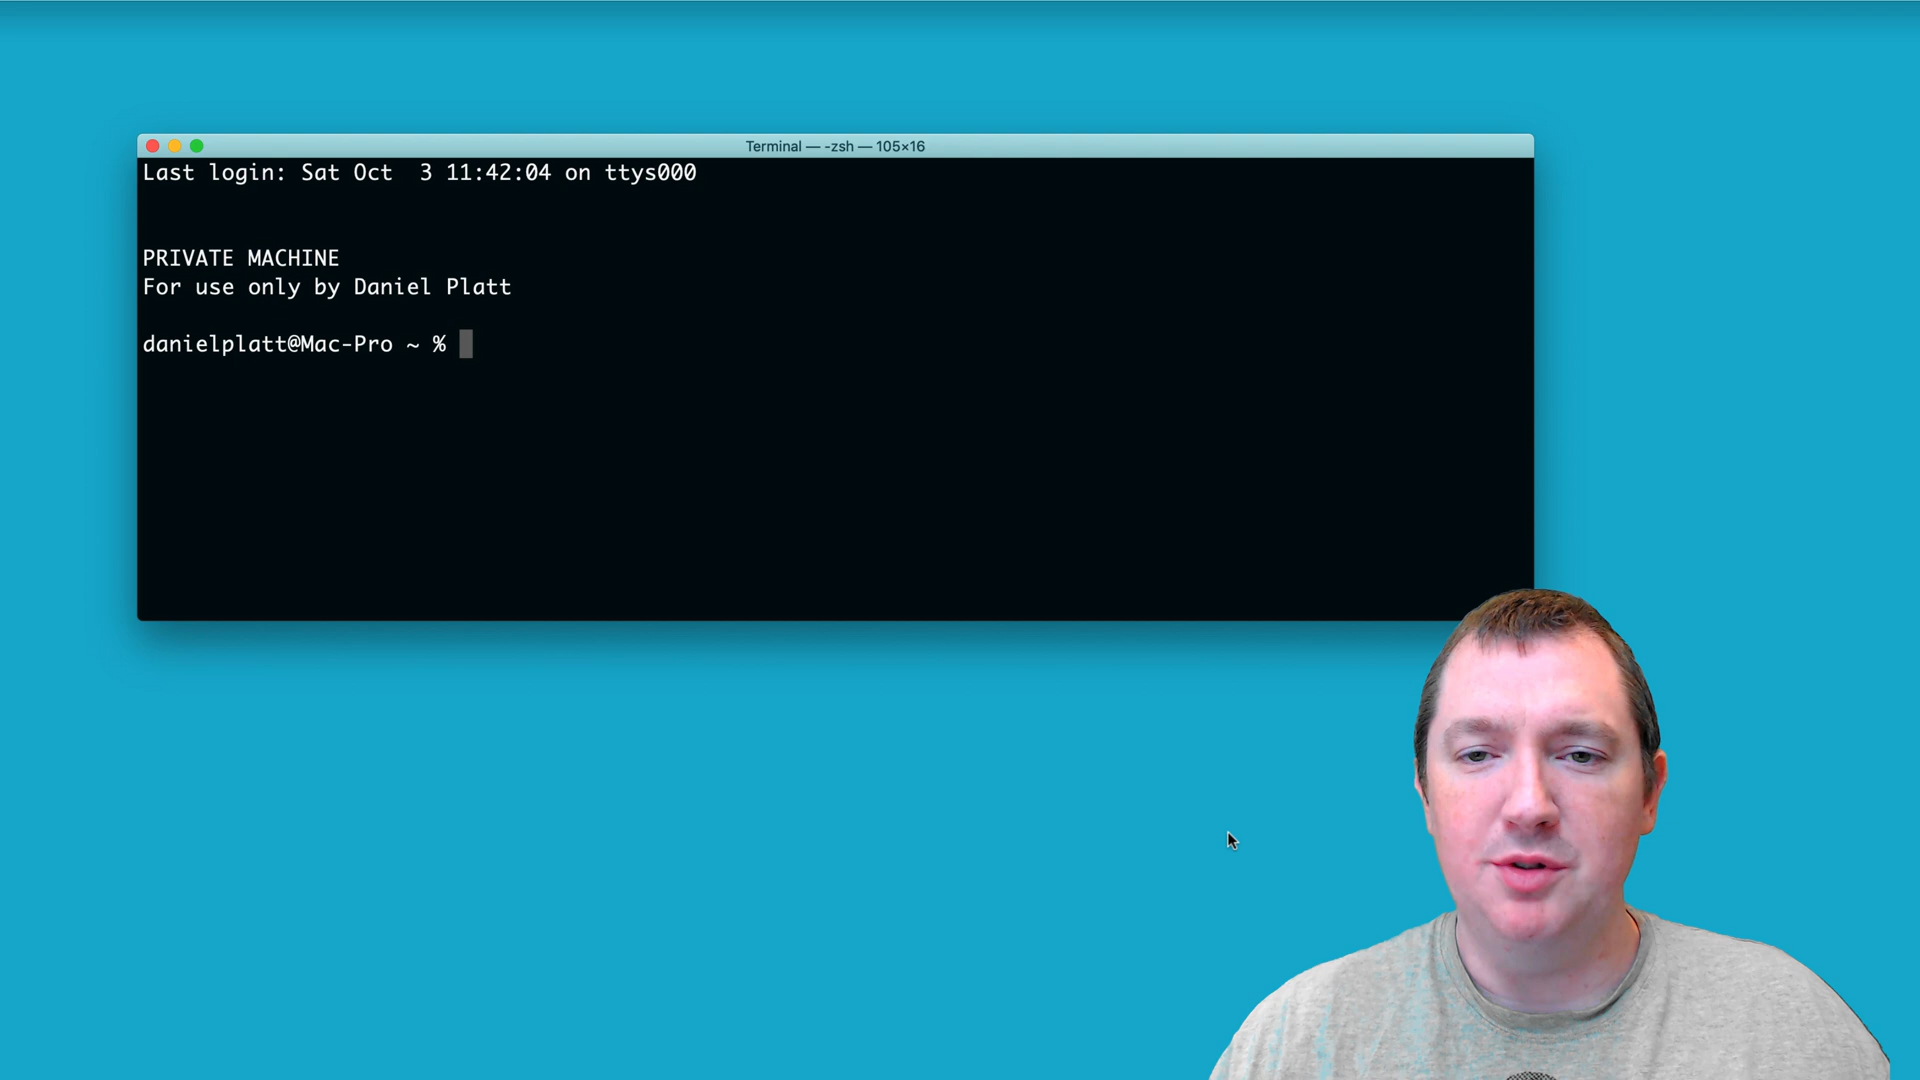 Terminal — -zsh — 105×16
Last login: Sat Oct  3 11:42:04 on ttys000
PRIVATE MACHINE
For use only by Daniel Platt
danielplatt@Mac-Pro ~ %